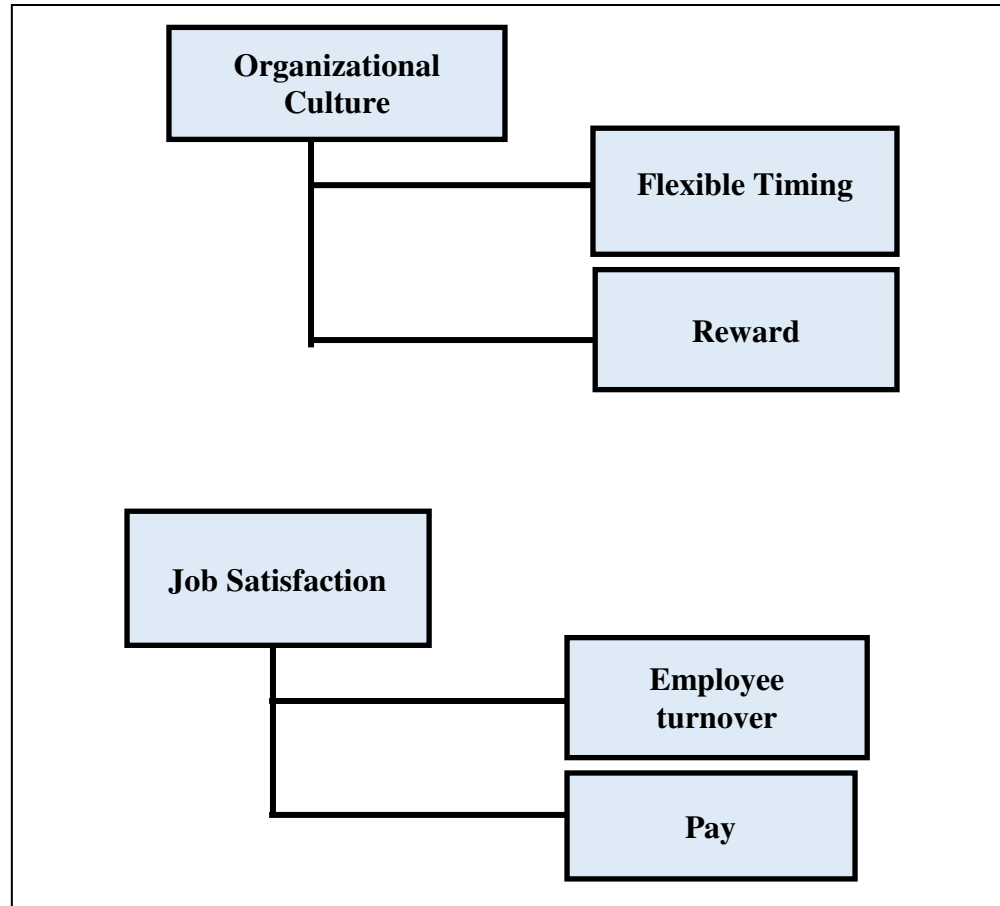 Organizational
Culture
Flexible Timing
Reward
Job Satisfaction
Employee
turnover
Pay